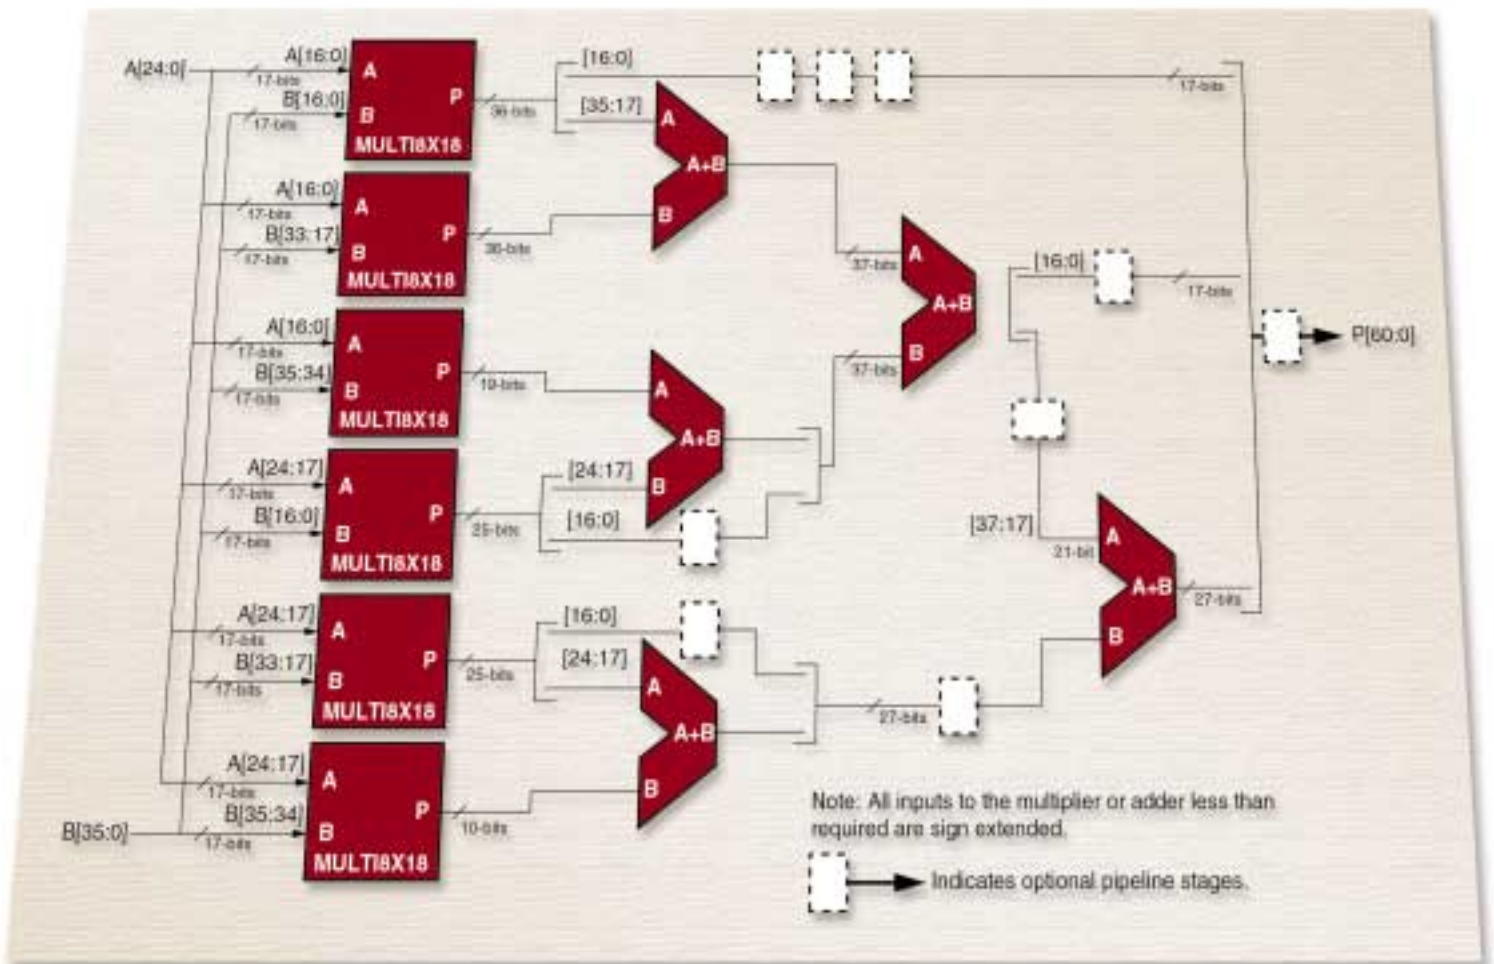 A[24:0]
A[16:0]
17-bits
B[16:0]
17-bits
A
B
P
MULTI8X18
36-bits
[16:0]
[35:17]
17-bits
A
A+B
B
A[16:0]
17-bits
B[33:17]
17-bits
A
B
P
MULTI8X18
36-bits
37-bits
A
A+B
B
37-bits
[16:0]
17-bits
P[60:0]
A[16:0]
17-bits
B[35:34]
17-bits
A
B
P
MULTI8X18
19-bits
A
A+B
B
A[24:17]
17-bits
B[16:0]
17-bits
A
B
P
MULTI8X18
25-bits
[24:17]
[16:0]
[37:17]
21-bit
A
A+B
B
27-bits
A[24:17]
17-bits
B[33:17]
17-bits
A
B
P
MULTI8X18
25-bits
[16:0]
[24:17]
A
A+B
B
27-bits
A[24:17]
17-bits
B[35:34]
17-bits
B[35:0]
A
B
P
MULTI8X18
10-bits
Note: All inputs to the multiplier or adder less than
required are sign extended.
Indicates optional pipeline stages.